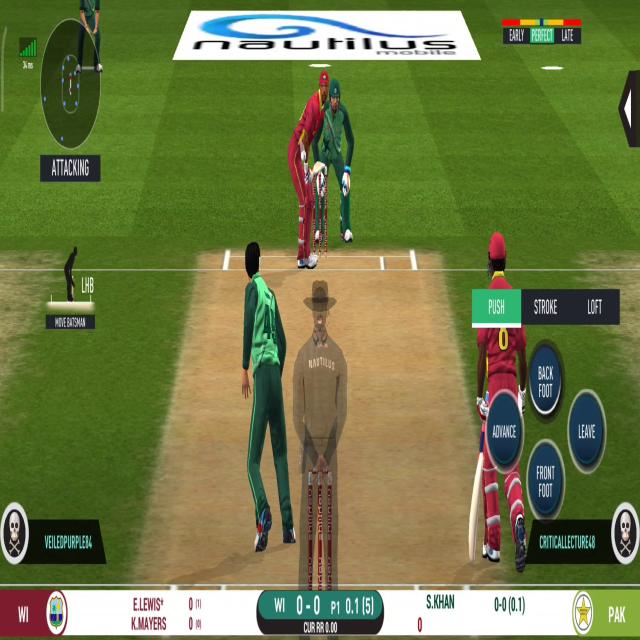 nautilus
mobile
34 ms
EARLY PERFECT LATE
ATTACKING
LHB
MOVE BATSMAN
NAUTILUS
PUSH STROKE LOFT
0
BACK
FOOT
ADVANCE
LEAVE
FRONT
FOOT
VEILEDPURPLE84
CRITICALLECTURE48
WI
E.LEWIS* 0 (1)
K.MAYERS 0 (0)
WI 0-0 P1 0.1 (5)
CUR RR 0.00
S.KHAN 0-0 (0.1)
0
PAK